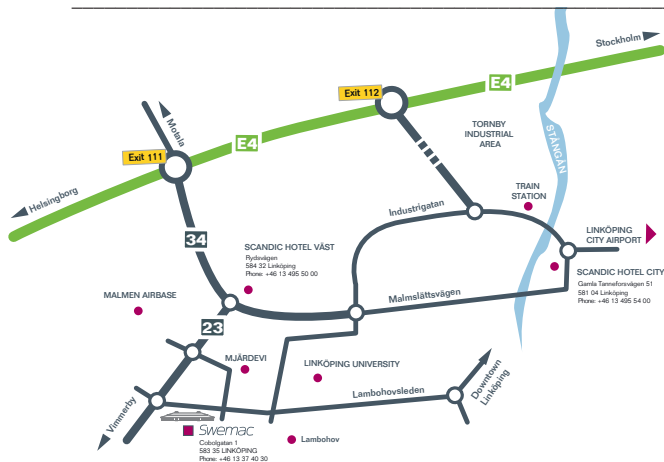 Stockholm
E4
Exit 112
Motala
TORNBY
INDUSTRIAL
AREA
STÅNGÅN
E4
Exit 111
Helsingborg
TRAIN
STATION
Industrigatan
LINKÖPING
CITY AIRPORT
34
SCANDIC HOTEL VÄST
Rydsvägen
584 32 Linköping
Phone: +46 13 495 50 00
SCANDIC HOTEL CITY
Gamla Tanneforsvägen 51
581 04 Linköping
Phone: +46 13 495 54 00
MALMEN AIRBASE
Malmslättsvägen
23
MJÄRDEVI
LINKÖPING UNIVERSITY
Lambohovsleden
Downtown
Linköping
Vimmerby
Swemac
Cobolgatan 1
583 35 LINKÖPING
Phone: +46 13 37 40 30
Lambohov